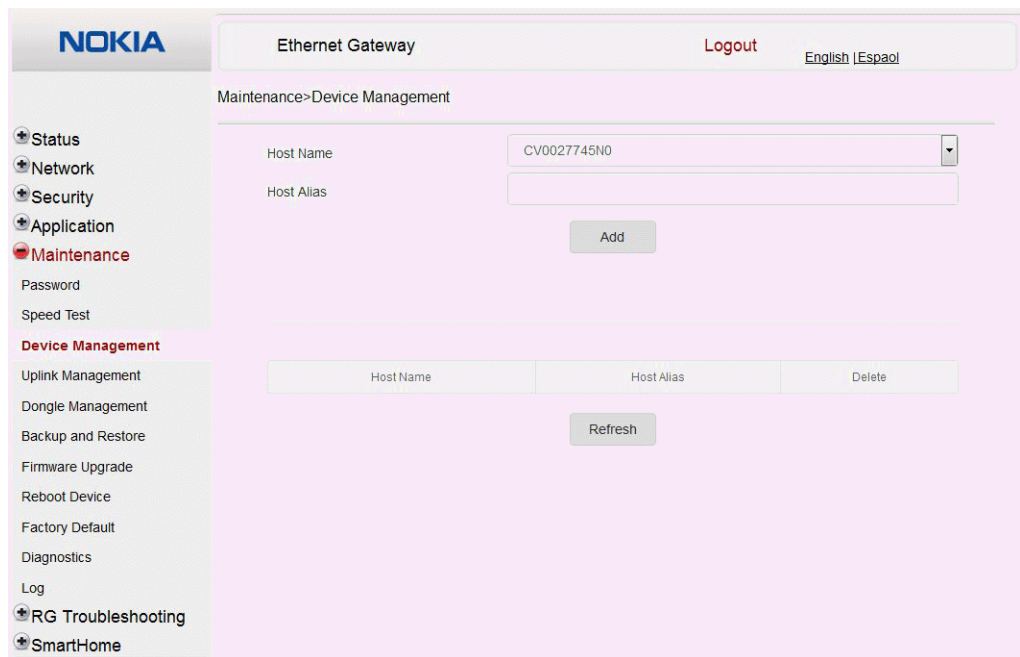 NOKIA
Ethernet Gateway
Logout
English | Espaol
Maintenance>Device Management
Status
Network
Security
Application
Maintenance
Password
Speed Test
Device Management
Uplink Management
Dongle Management
Backup and Restore
Firmware Upgrade
Reboot Device
Factory Default
Diagnostics
Log
RG Troubleshooting
SmartHome
Host Name
CV0027745N0
Host Alias
Add
Host Name Host Alias Delete
Refresh